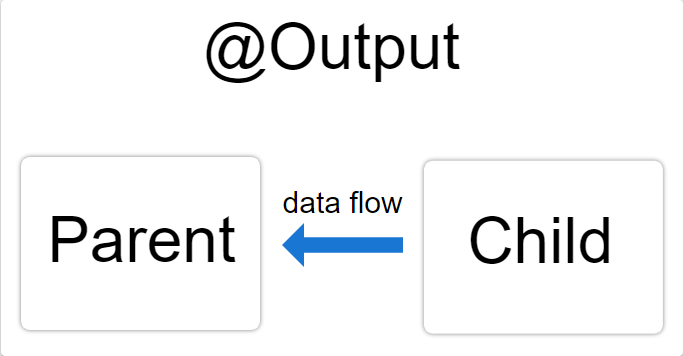 @Output
data flow
Parent
Child